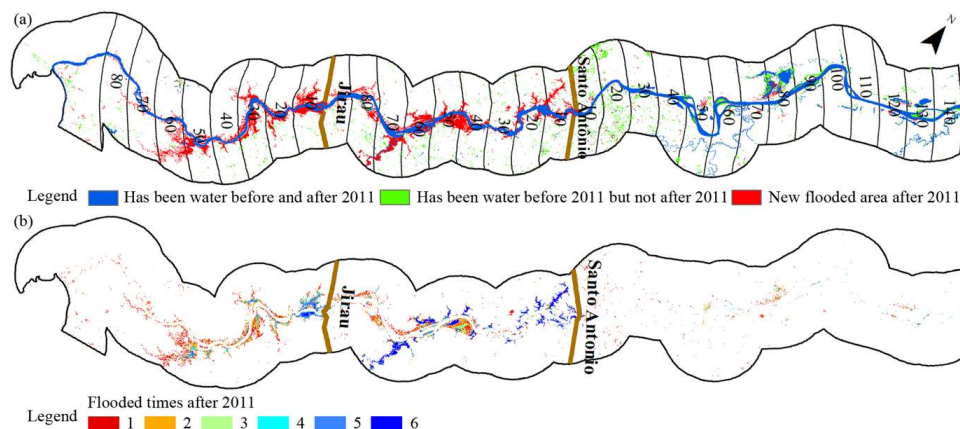 (a)
N
80 70 60 50 40 30 20 10 Jirau 80 70 60 50 40 30 20 10 Santo Antonio 10 20 30 40 50 60 70 80 90 100 110 120 130 140
Legend Has been water before and after 2011 Has been water before 2011 but not after 2011 New flooded area after 2011
(b)
Jirau Santo Antonio
Flooded times after 2011
Legend 1 2 3 4 5 6